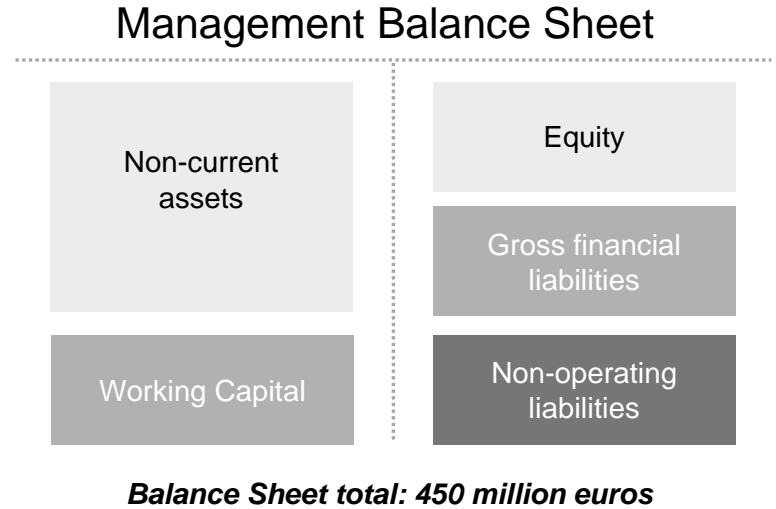 Management Balance Sheet
Non-current
assets
Working Capital
Equity
Gross financial
liabilities
Non-operating
liabilities
Balance Sheet total: 450 million euros